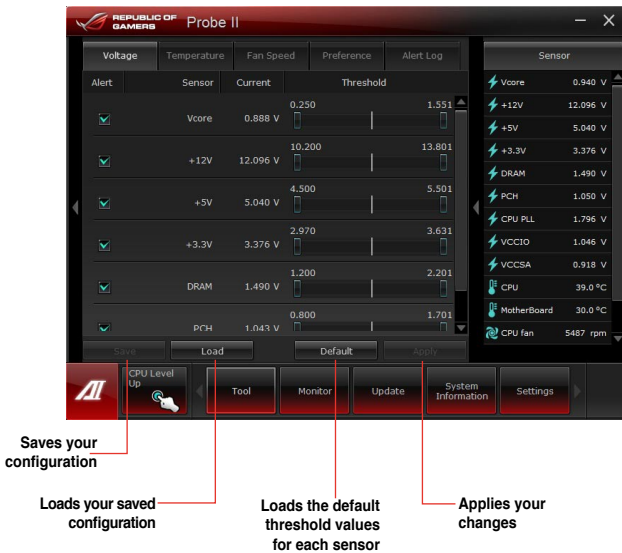 REPUBLIC OF GAMERS Probe II
Voltage Temperature Fan Speed Preference Alert Log
Alert Sensor Current Threshold
Vcore 0.888 V 0.250 1.551
+12V 12.096 V 10.200 13.801
+5V 5.040 V 4.500 5.501
+3.3V 3.376 V 2.970 3.631
DRAM 1.490 V 1.200 2.201
PCH 1.043 V 0.800 1.701
Save Load Default Apply
Sensor
Vcore 0.940 V
+12V 12.096 V
+5V 5.040 V
+3.3V 3.376 V
DRAM 1.490 V
PCH 1.050 V
CPU PLL 1.796 V
VCCIO 1.046 V
VCCSA 0.918 V
CPU 39.0 ºC
MotherBoard 30.0 ºC
CPU fan 5487 rpm
AI
CPU Level
Up
Tool
Monitor
Update
System
Information
Settings
Saves your
configuration
Loads your saved
configuration
Loads the default
threshold values
for each sensor
Applies your
changes